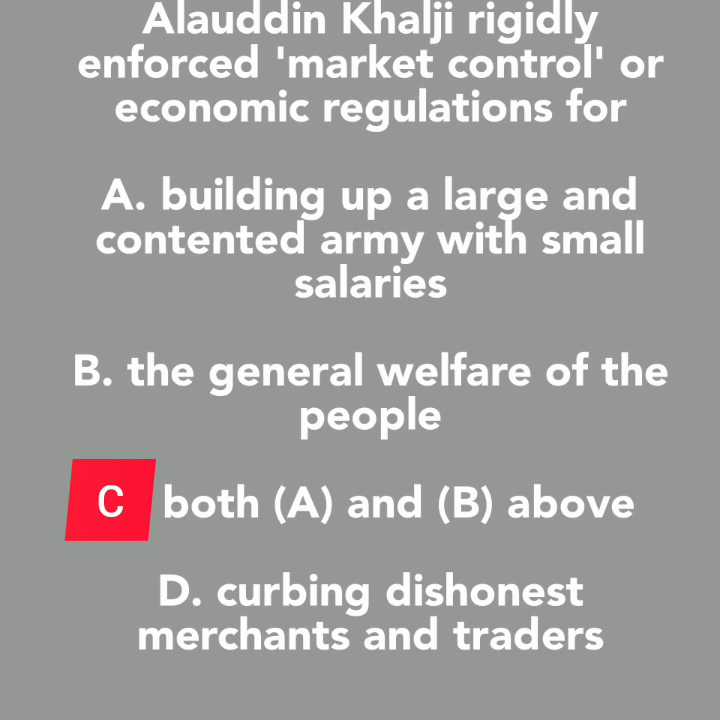 Alauddin Khalji rigidly
enforced 'market control' or
economic regulations for
A. building up a large and
contented army with small
salaries
B. the general welfare of the
people
C both (A) and (B) above
D. curbing dishonest
merchants and traders